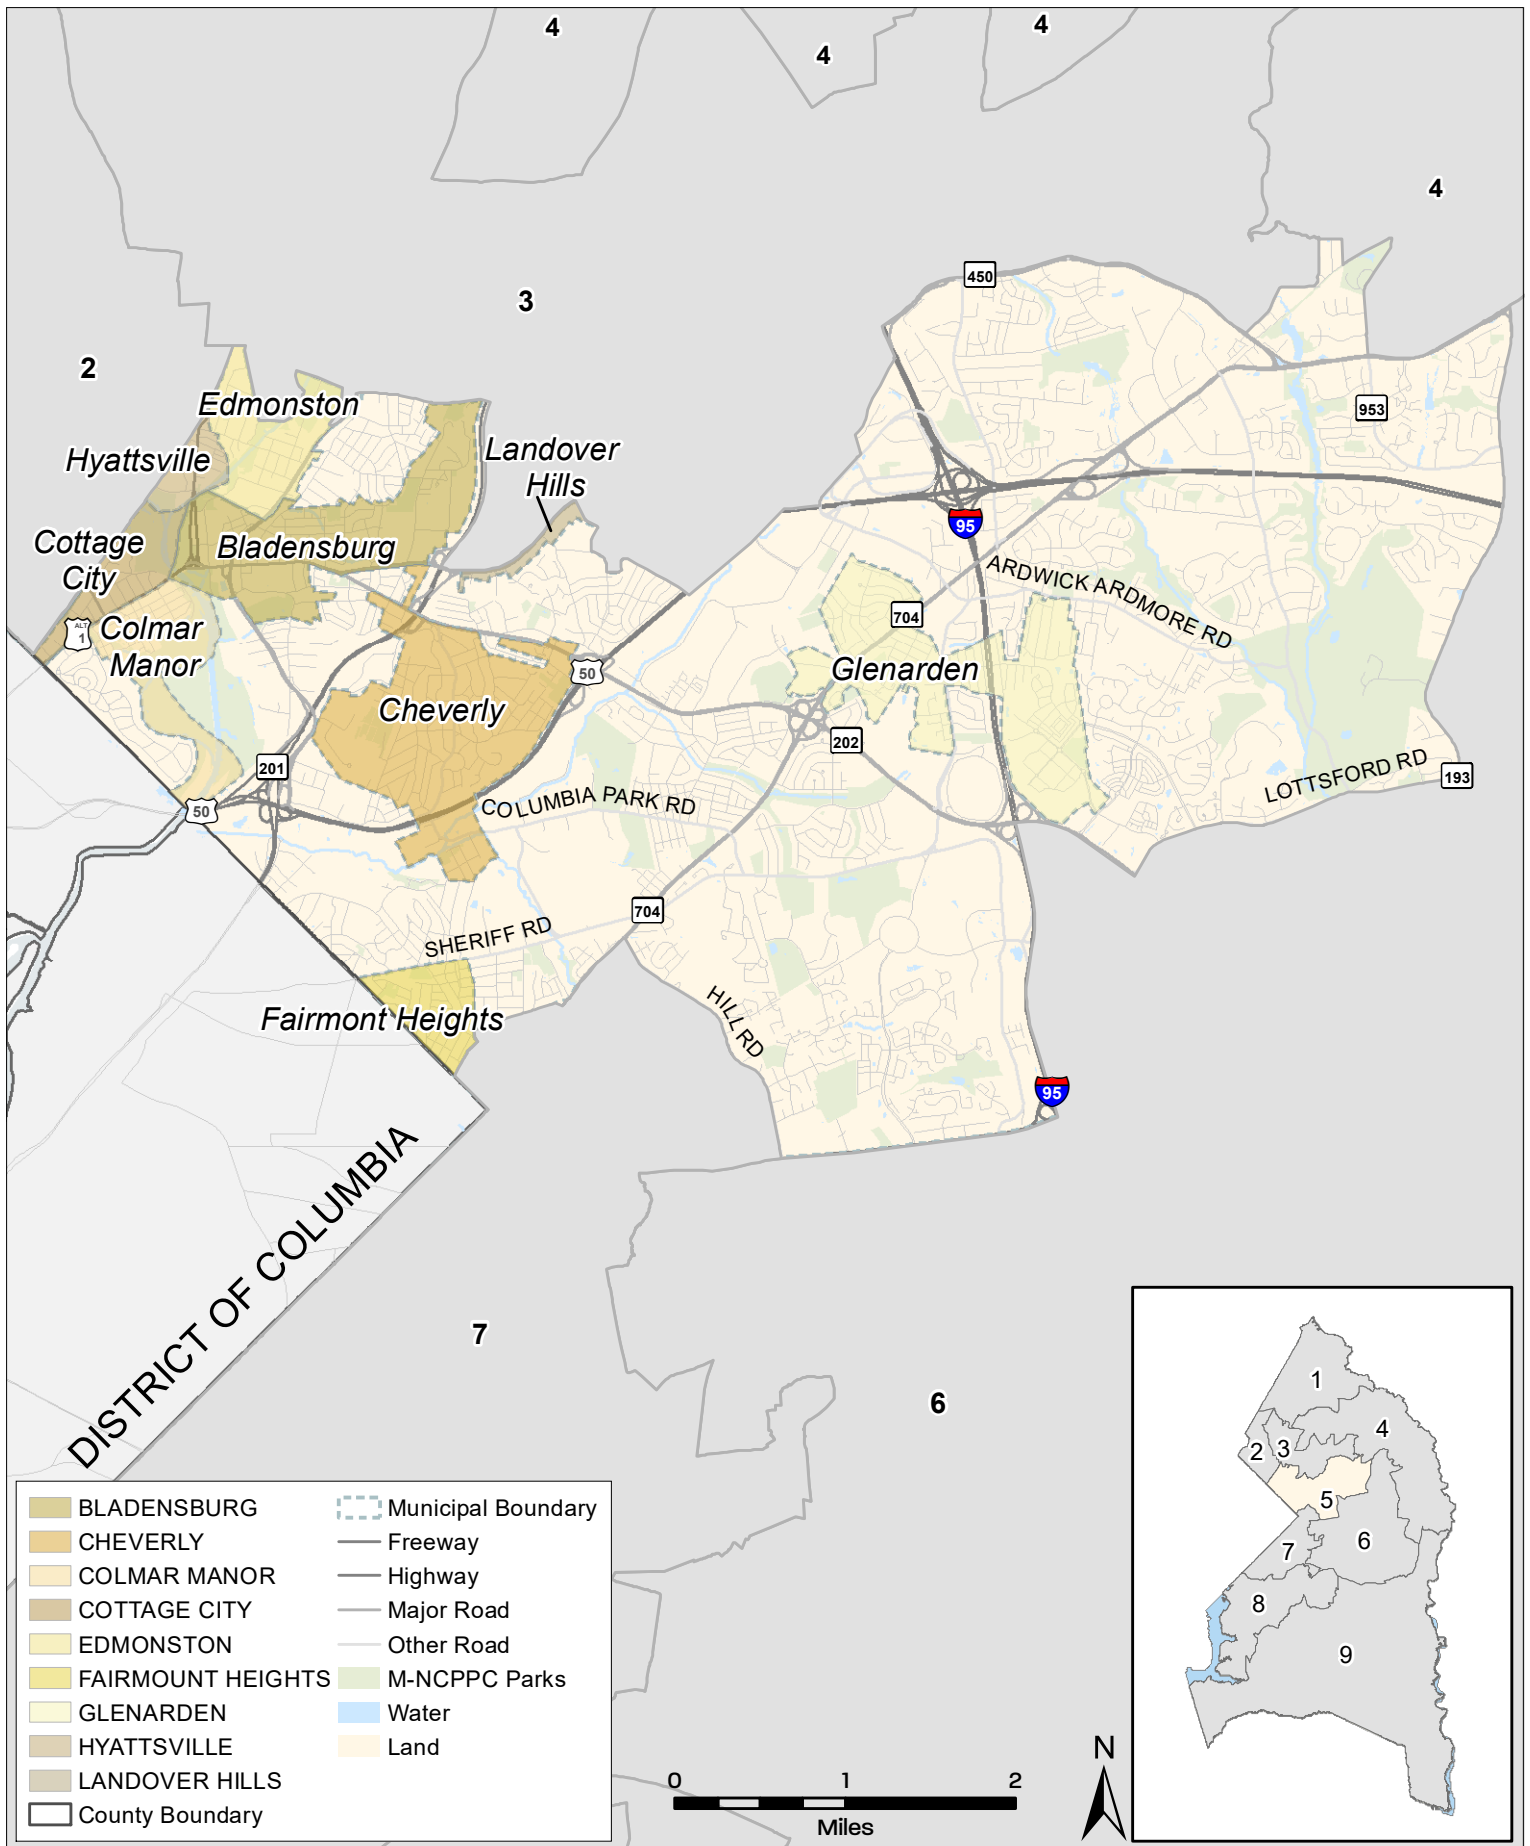 4
4
4
4
450
3
2
953
Edmonston
Hyattsville
Landover
Hills
95
Cottage
City
Bladensburg
ARDWICK ARDMORE RD
704
ALT
1
Colmar
Manor
Glenarden
50
Cheverly
202
201
LOTTSFORD RD
193
50
COLUMBIA PARK RD
704
SHERIFF RD
HILL RD
Fairmont Heights
95
DISTRICT OF COLUMBIA
7
6
1
4
2
3
5
6
7
8
9
BLADENSBURG
CHEVERLY
COLMAR MANOR
COTTAGE CITY
EDMONSTON
FAIRMOUNT HEIGHTS
GLENARDEN
HYATTSVILLE
LANDOVER HILLS
County Boundary
Municipal Boundary
Freeway
Highway
Major Road
Other Road
M-NCPPC Parks
Water
Land
0 1 2
Miles
N